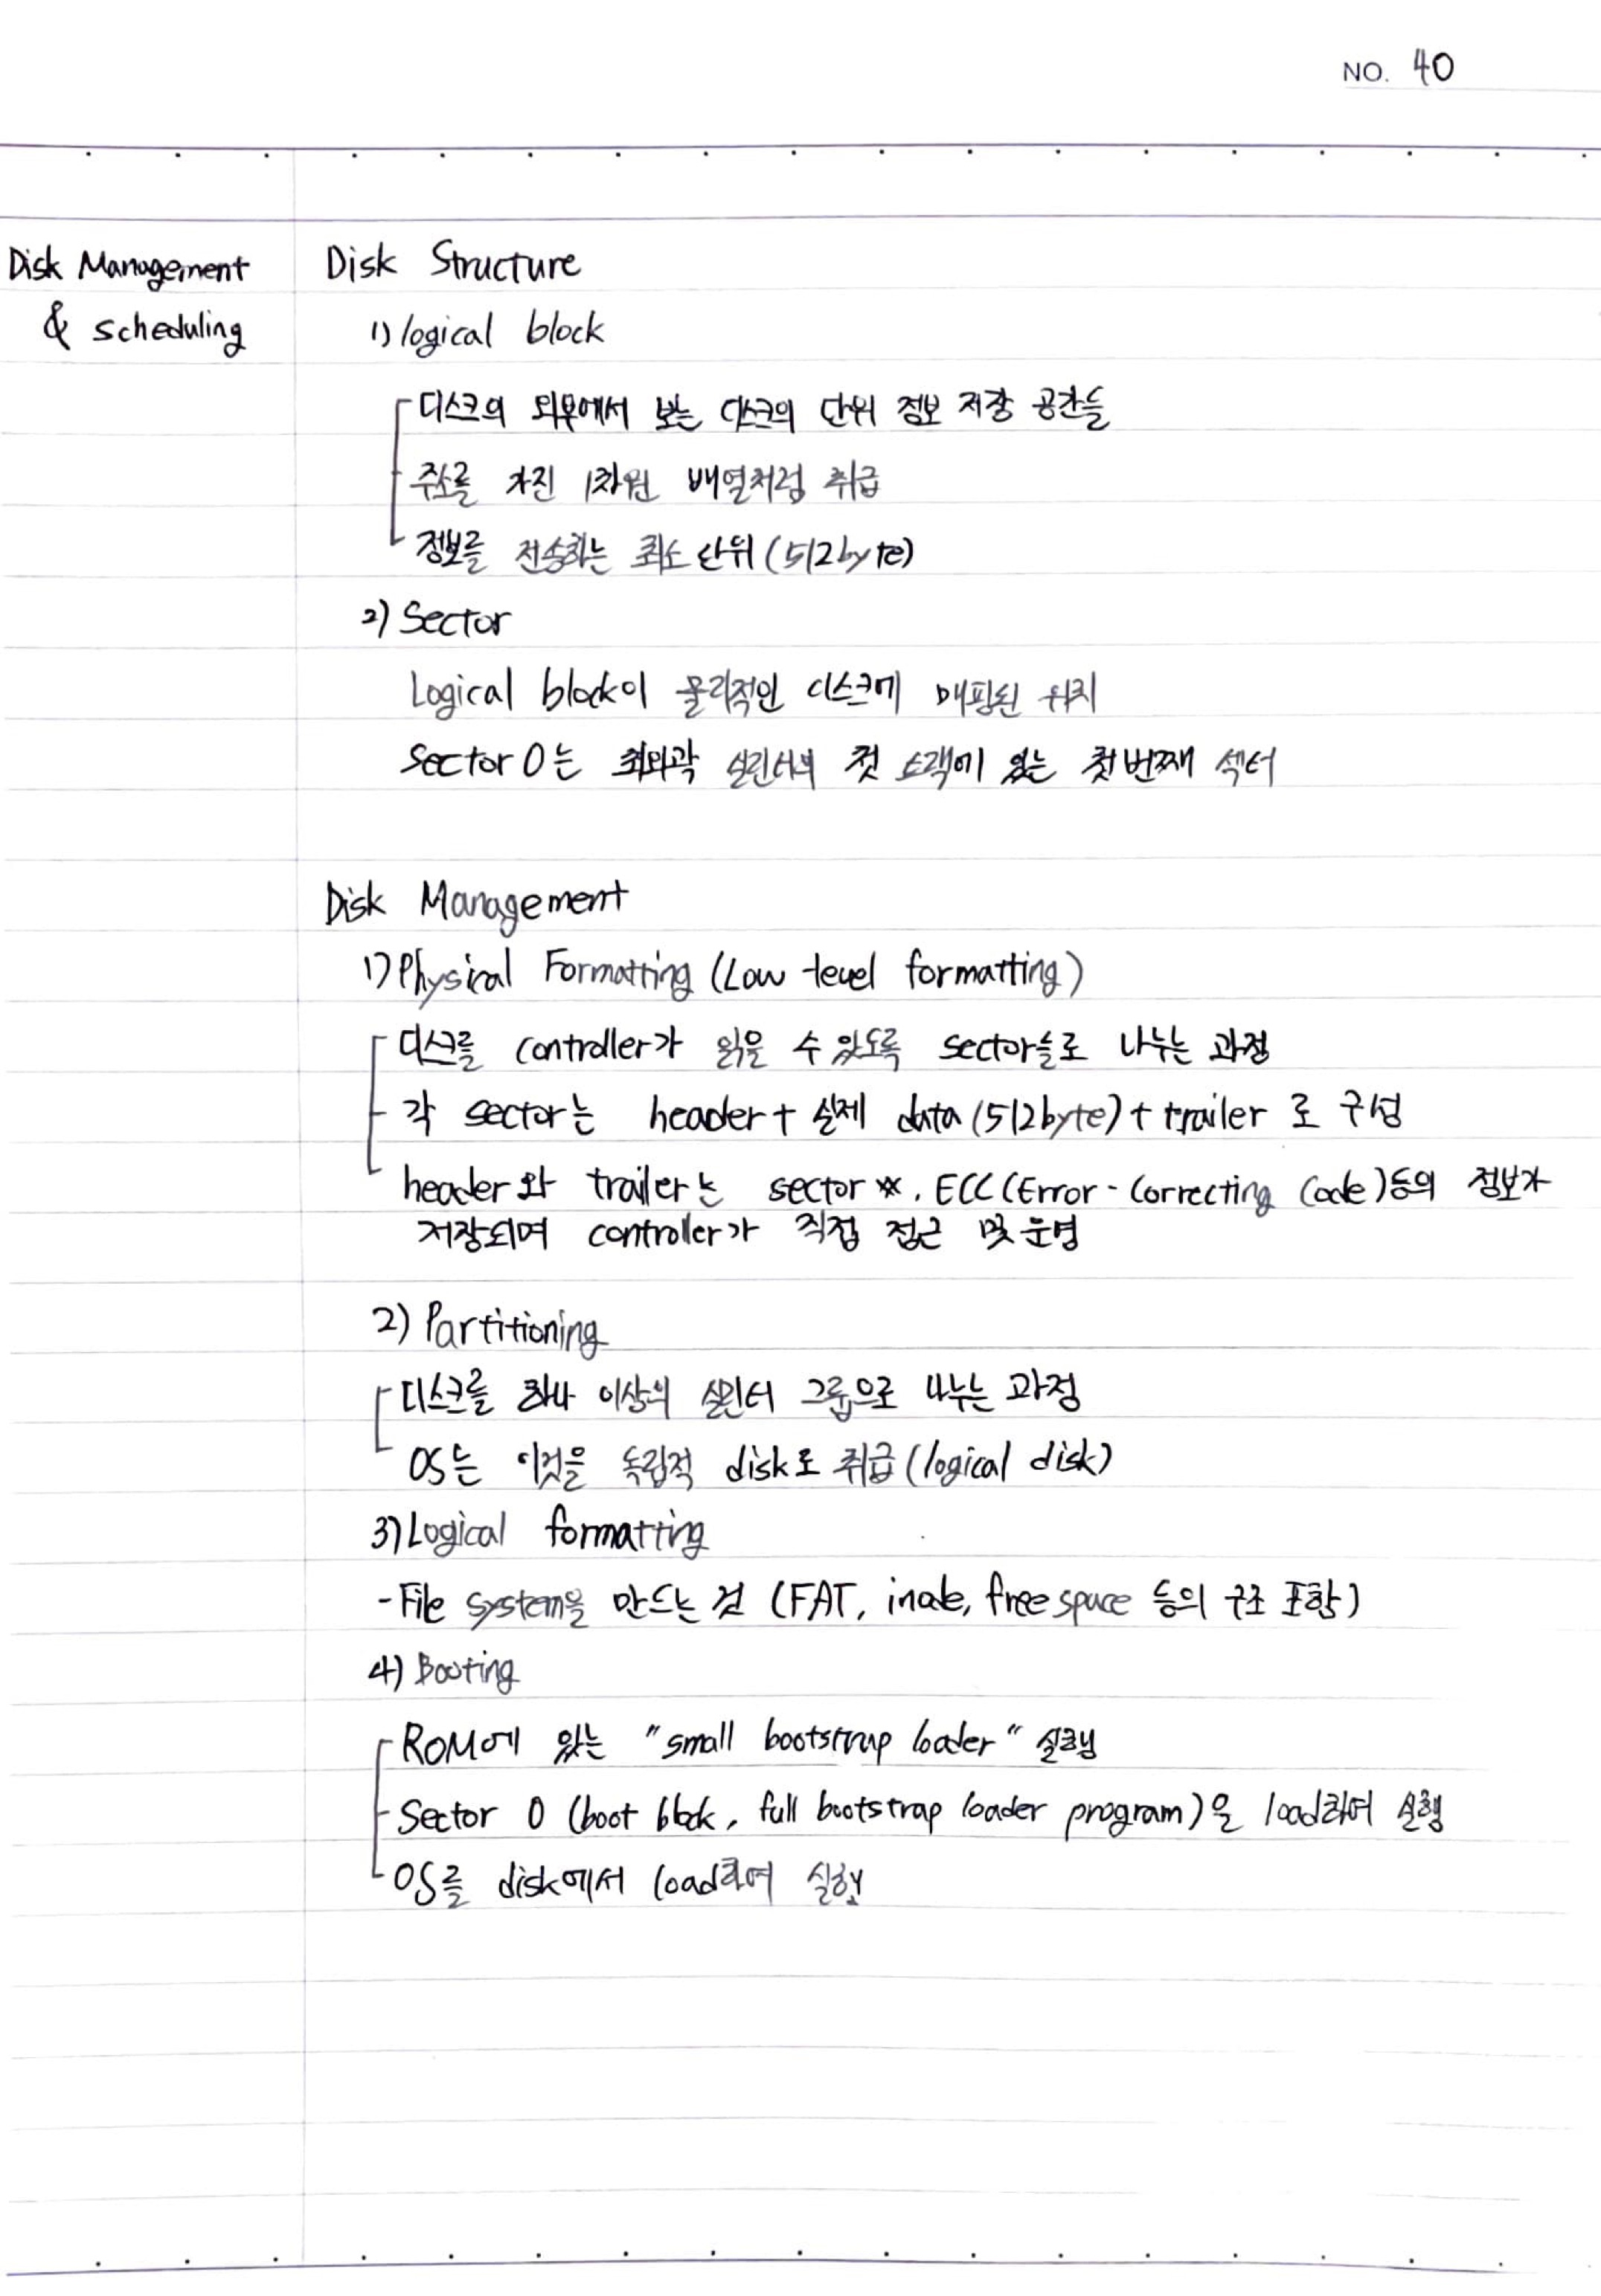 NO. 40
Disk Management
& scheduling
Disk Structure
1) logical block
디스크의 외부에서 보는 디스크의 단위 정보 저장 공간들
주소를 가진 1차원 배열처럼 취급
정보를 전송하는 최소 단위 (512byte)
2) Sector
Logical block이 물리적인 디스크에 매핑된 위치
Sector 0는 최외곽 실린더의 첫 트랙에 있는 첫 번째 섹터
Disk Management
1) Physical Formatting (Low-level formatting)
디스크를 controller가 읽을 수 있도록 sector들로 나누는 과정
각 sector는 header + 실제 data (512byte) + trailer로 구성
header와 trailer는 sector #, ECC (Error-Correcting Code) 등의 정보가
저장되며 controller가 직접 접근 및 운영
2) Partitioning
디스크를 하나 이상의 실린더 그룹으로 나누는 과정
OS는 이것을 독립적 disk로 취급 (logical disk)
3) Logical formatting
- File system을 만드는 것 (FAT, inode, free space 등의 구조 포함)
4) Booting
ROM에 있는 "small bootstrap loader" 실행
Sector 0 (boot block, full bootstrap loader program)을 load하여 실행
OS를 disk에서 load하여 실행